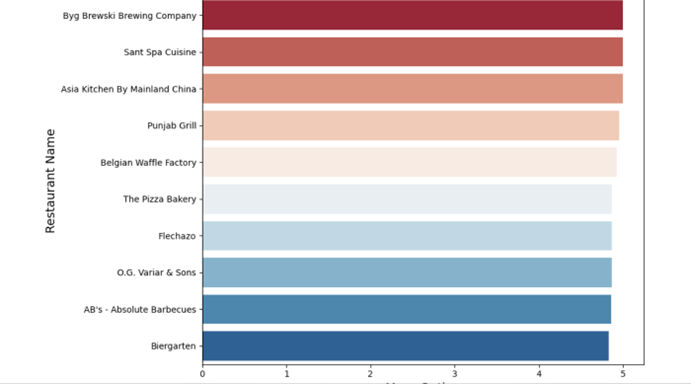 Byg Brewski Brewing Company
Sant Spa Cuisine
Asia Kitchen By Mainland China
Punjab Grill
Belgian Waffle Factory
The Pizza Bakery
Flechazo
O.G. Variar & Sons
AB's - Absolute Barbecues
Biergarten
Restaurant Name
0 1 2 3 4 5